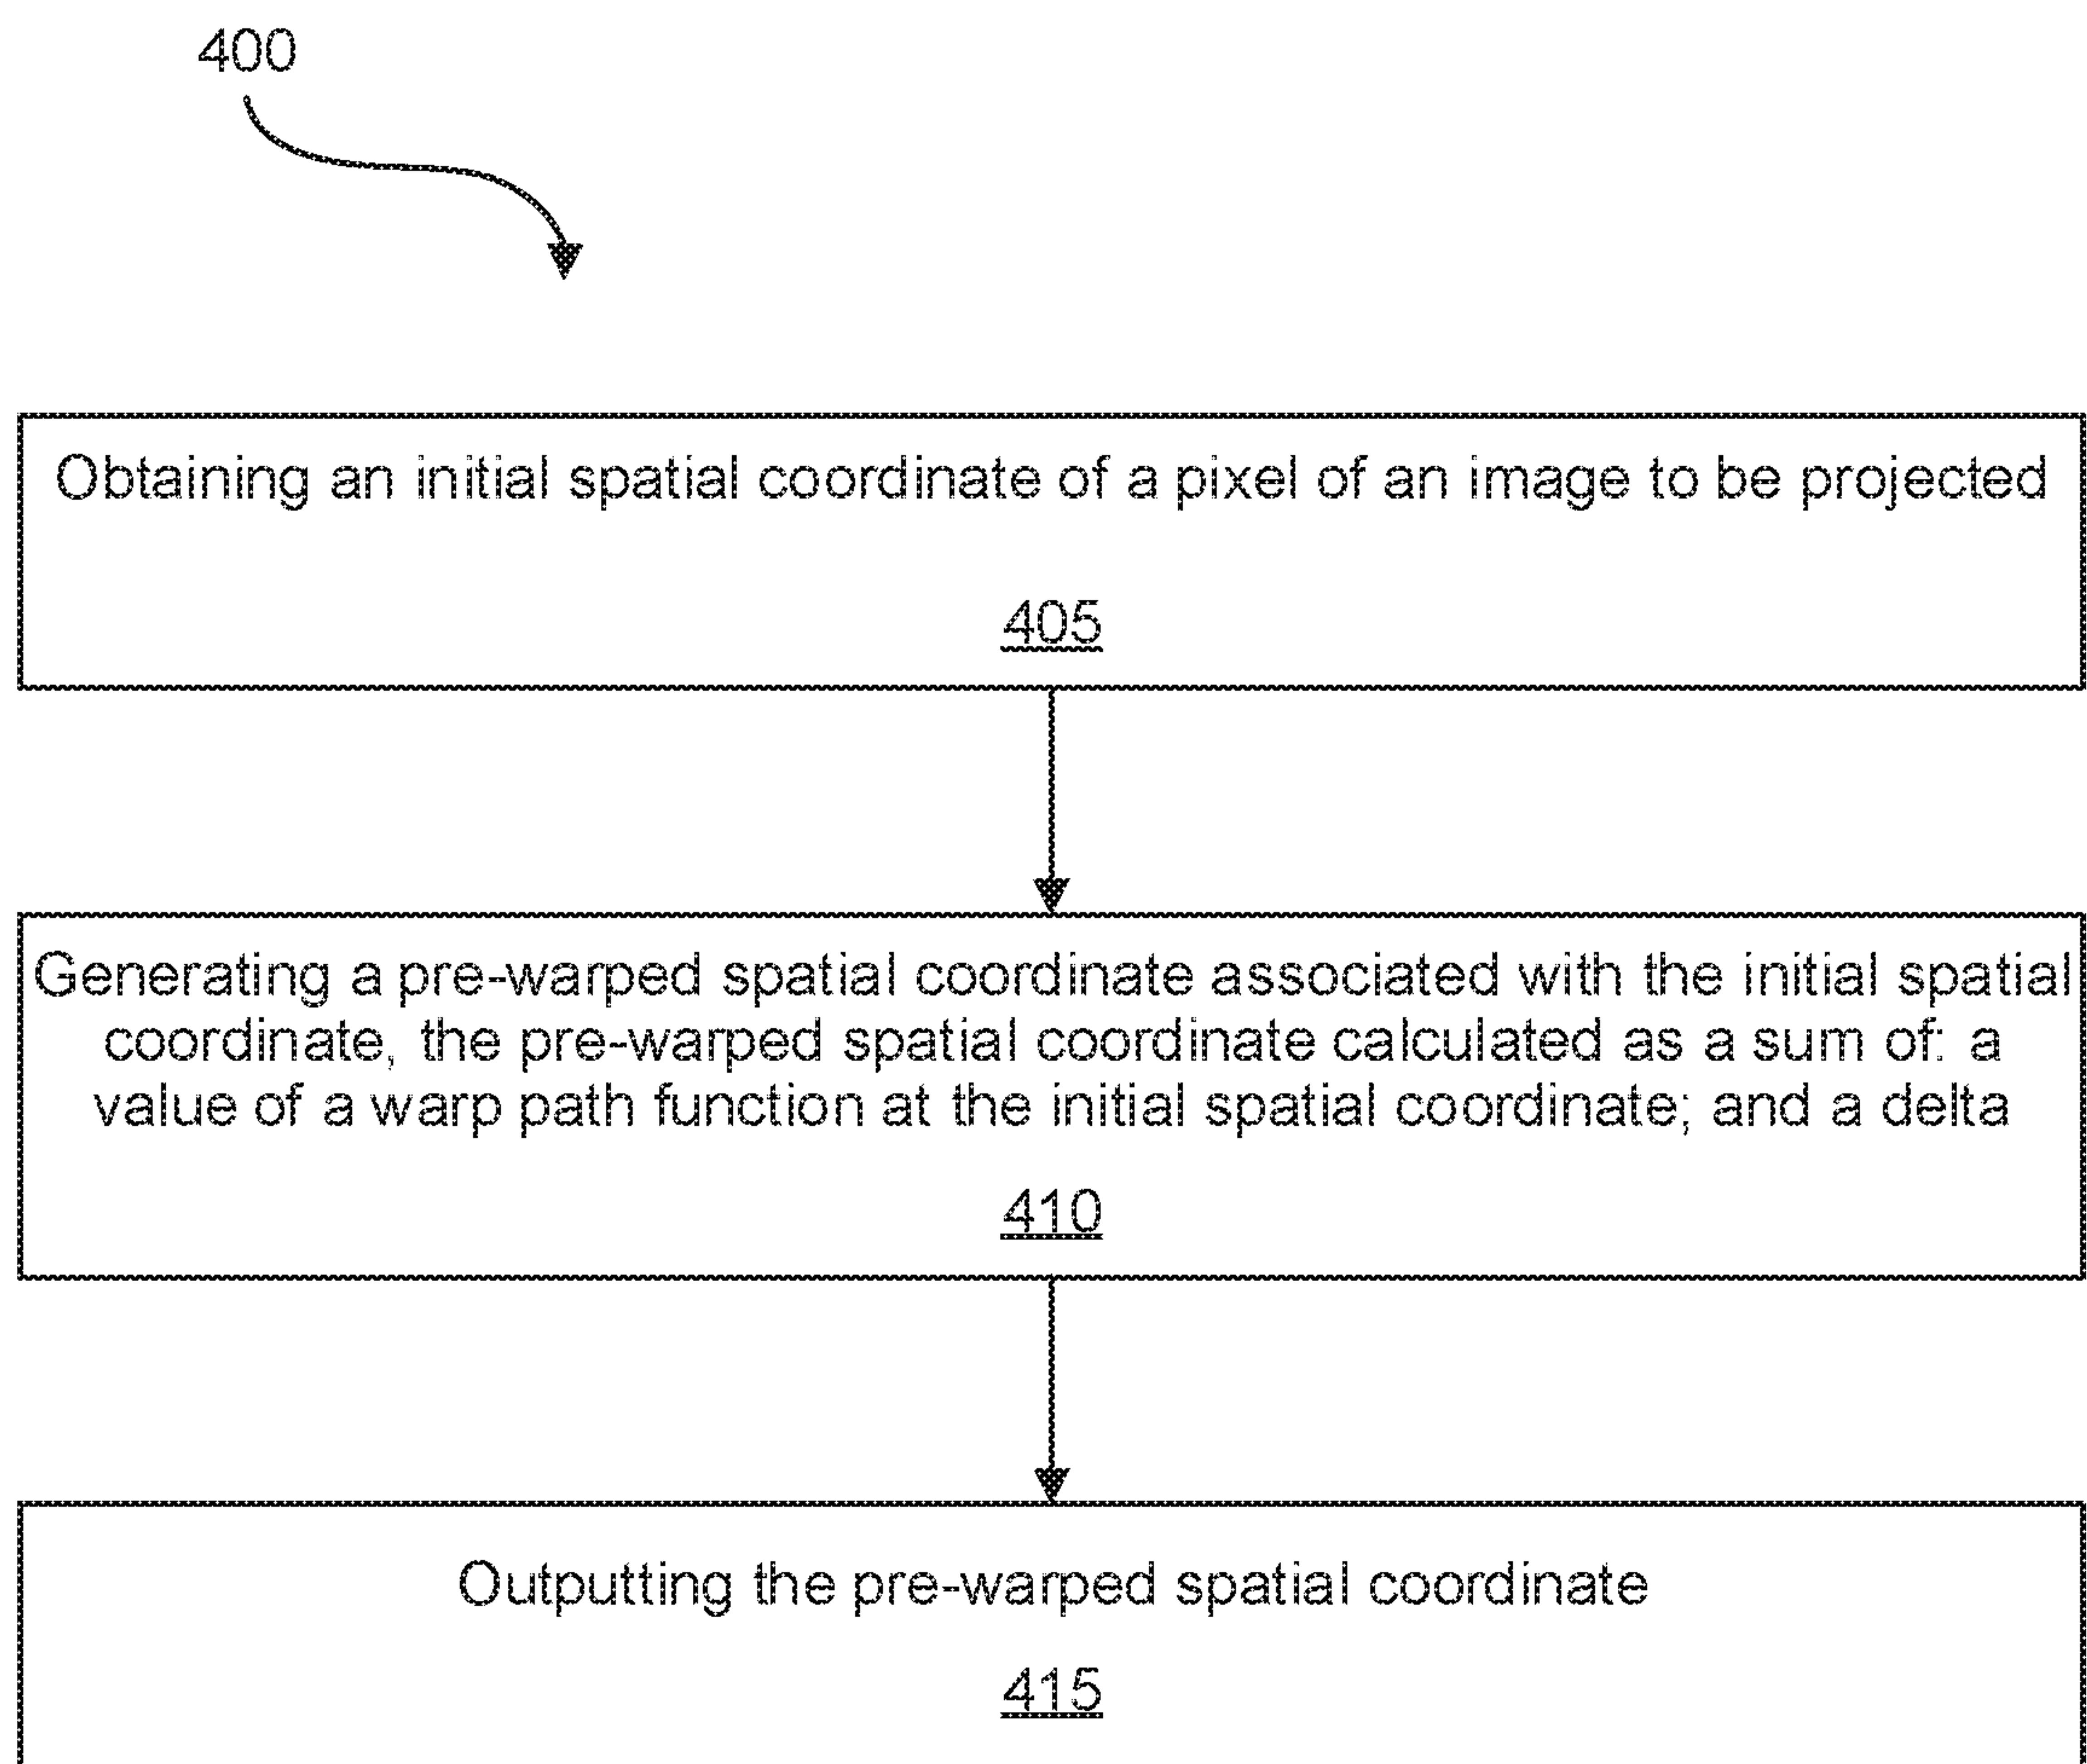 400
Obtaining an initial spatial coordinate of a pixel of an image to be projected
405
Generating a pre-warped spatial coordinate associated with the initial spatial
coordinate, the pre-warped spatial coordinate calculated as a sum of: a
value of a warp path function at the initial spatial coordinate; and a delta
410
Outputting the pre-warped spatial coordinate
415